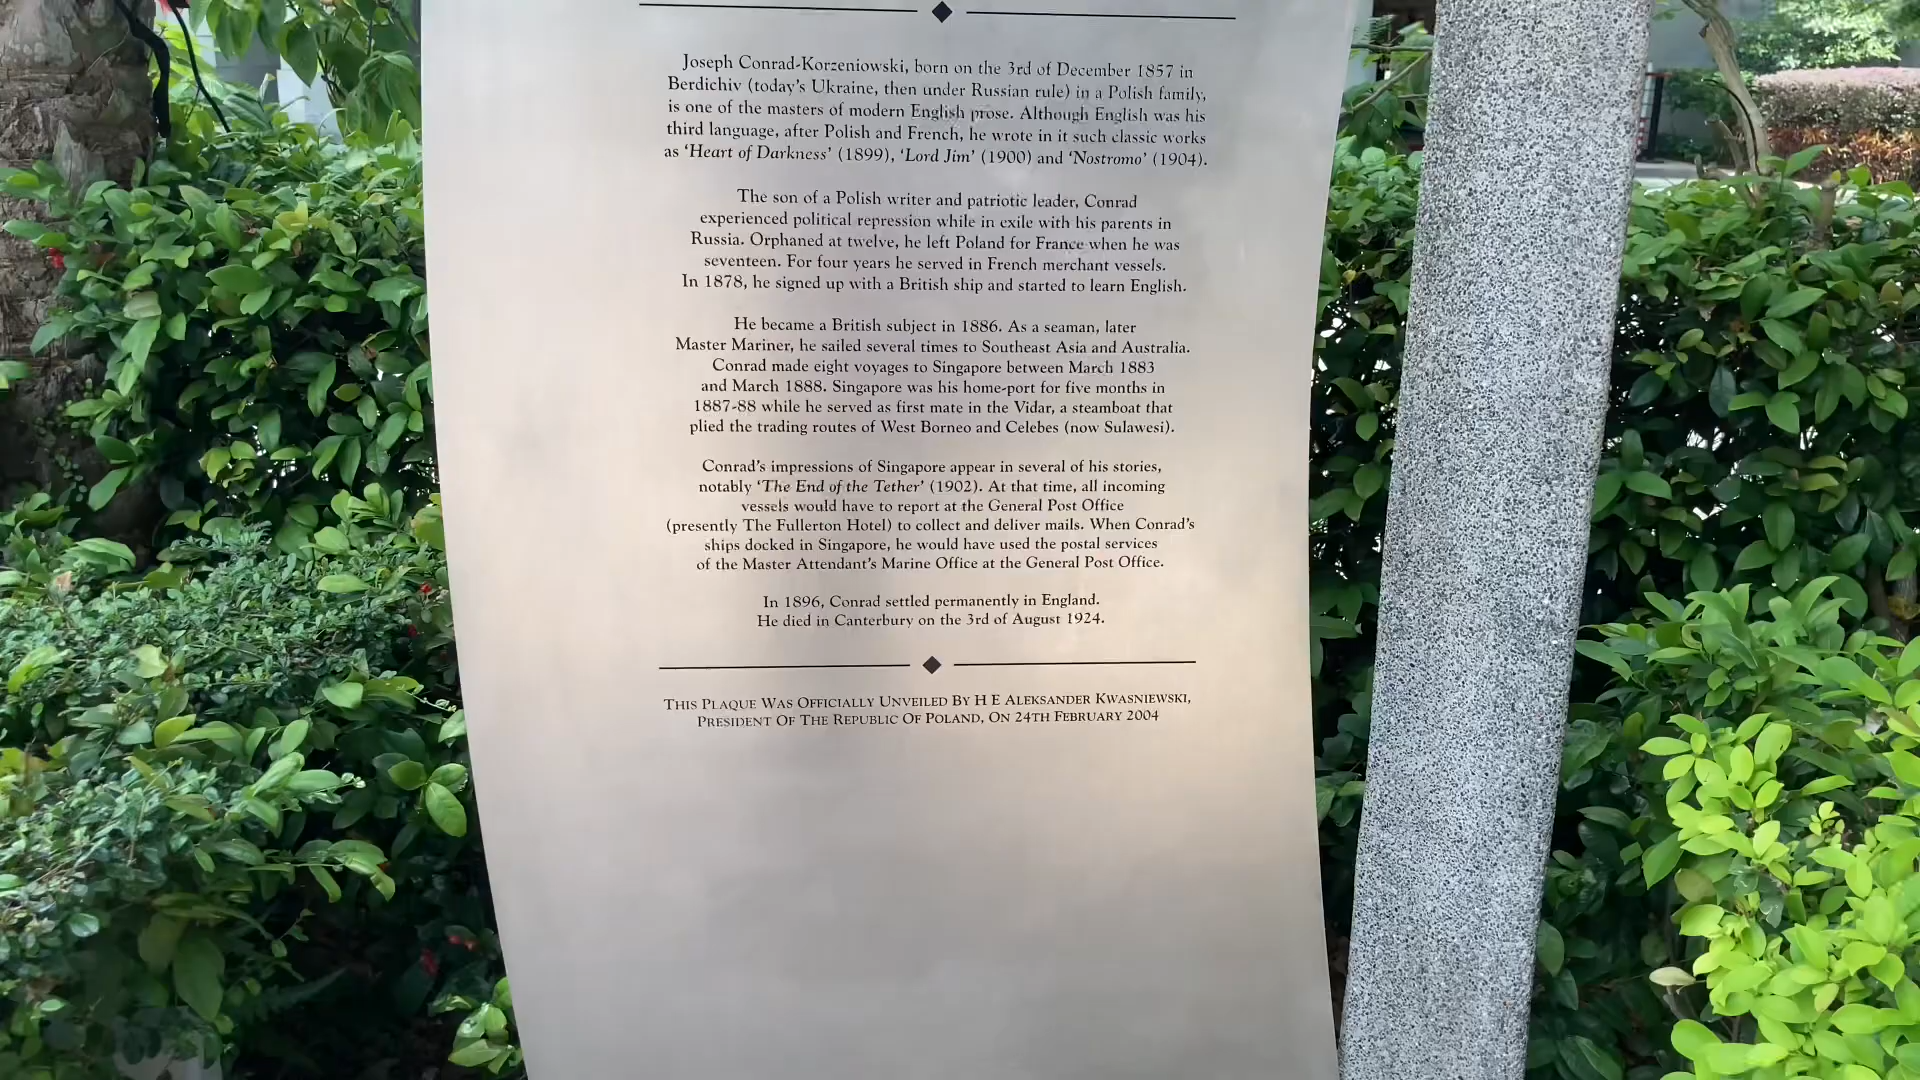 Joseph Conrad-Korzeniowski, born on the 3rd of December 1857 in
Berdichiv (today's Ukraine, then under Russian rule) in a Polish family,
is one of the masters of modern English prose. Although English was his
third language, after Polish and French, he wrote in it such classic works
as 'Heart of Darkness' (1899), 'Lord Jim' (1900) and 'Nostromo' (1904).
The son of a Polish writer and patriotic leader, Conrad
experienced political repression while in exile with his parents in
Russia. Orphaned at twelve, he left Poland for France when he was
seventeen. For four years he served in French merchant vessels.
In 1878, he signed up with a British ship and started to learn English.
He became a British subject in 1886. As a seaman, later
Master Mariner, he sailed several times to Southeast Asia and Australia.
Conrad made eight voyages to Singapore between March 1883
and March 1888. Singapore was his home-port for five months in
1887-88 while he served as first mate in the Vidar, a steamboat that
plied the trading routes of West Borneo and Celebes (now Sulawesi).
Conrad's impressions of Singapore appear in several of his stories,
notably 'The End of the Tether' (1902). At that time, all incoming
vessels would have to report at the General Post Office
(presently The Fullerton Hotel) to collect and deliver mails. When Conrad's
ships docked in Singapore, he would have used the postal services
of the Master Attendant's Marine Office at the General Post Office.
In 1896, Conrad settled permanently in England.
He died in Canterbury on the 3rd of August 1924.
THIS PLAQUE WAS OFFICIALLY UNVEILED BY H E ALEKSANDER KWASNIEWSKI,
PRESIDENT OF THE REPUBLIC OF POLAND, ON 24TH FEBRUARY 2004